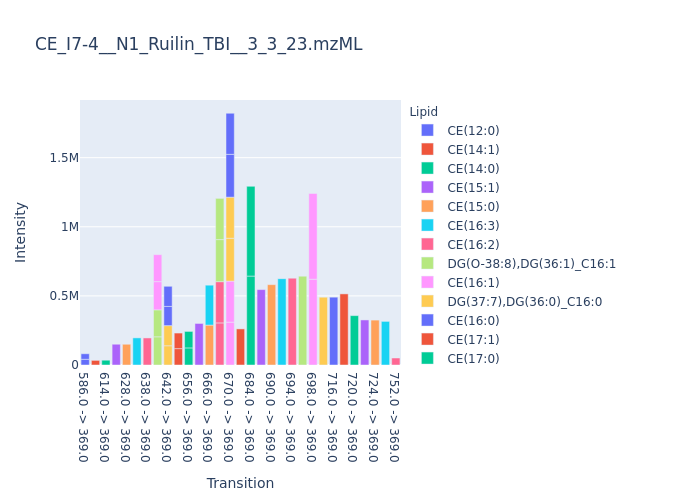 CE_I7-4__N1_Ruilin_TBI__3_3_23.mzML
Lipid
CE(12:0)
CE(14:1)
CE(14:0)
CE(15:1)
CE(15:0)
CE(16:3)
CE(16:2)
DG(O-38:8),DG(36:1)_C16:1
CE(16:1)
DG(37:7),DG(36:0)_C16:0
CE(16:0)
CE(17:1)
CE(17:0)
Intensity
1.5M
1M
0.5M
0
586.0 -> 369.0
614.0 -> 369.0
628.0 -> 369.0
638.0 -> 369.0
642.0 -> 369.0
656.0 -> 369.0
666.0 -> 369.0
670.0 -> 369.0
684.0 -> 369.0
690.0 -> 369.0
694.0 -> 369.0
698.0 -> 369.0
716.0 -> 369.0
720.0 -> 369.0
724.0 -> 369.0
752.0 -> 369.0
Transition